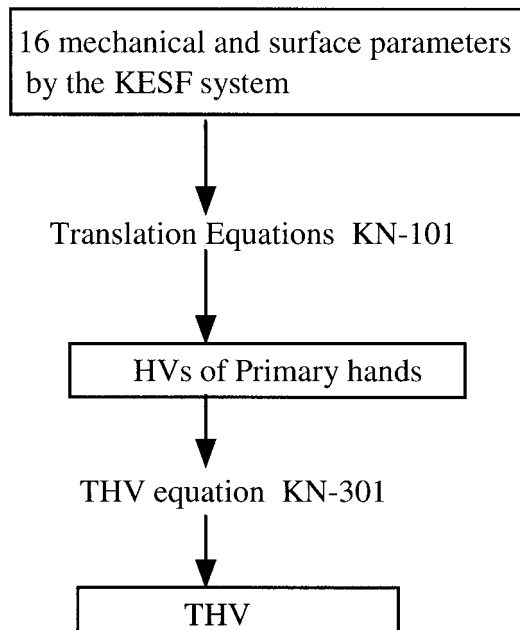 16 mechanical and surface parameters
by the KESF system
Translation Equations KN-101
HVs of Primary hands
THV equation KN-301
THV